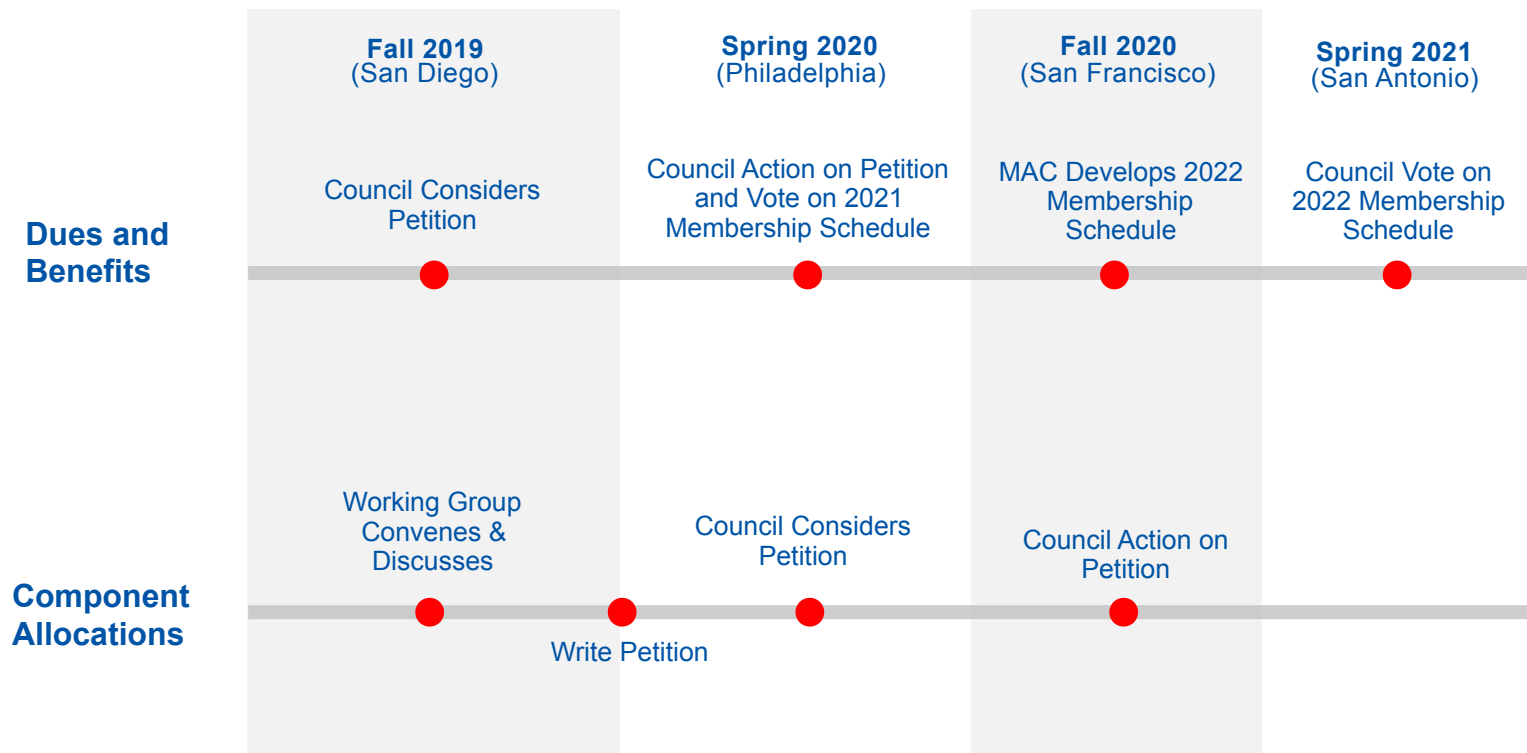 Fall 2019
(San Diego)
Spring 2020
(Philadelphia)
Fall 2020
(San Francisco)
Spring 2021
(San Antonio)
Dues and
Benefits
Council Considers
Petition
Council Action on Petition
and Vote on 2021
Membership Schedule
MAC Develops 2022
Membership
Schedule
Council Vote on
2022 Membership
Schedule
Component
Allocations
Working Group
Convenes &
Discusses
Write Petition
Council Considers
Petition
Council Action on
Petition